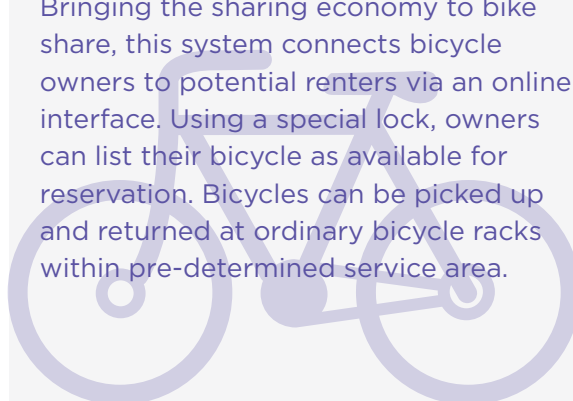 Bringing the sharing economy to bike
share, this system connects bicycle
owners to potential renters via an online
interface. Using a special lock, owners
can list their bicycle as available for
reservation. Bicycles can be picked up
and returned at ordinary bicycle racks
within pre-determined service area.